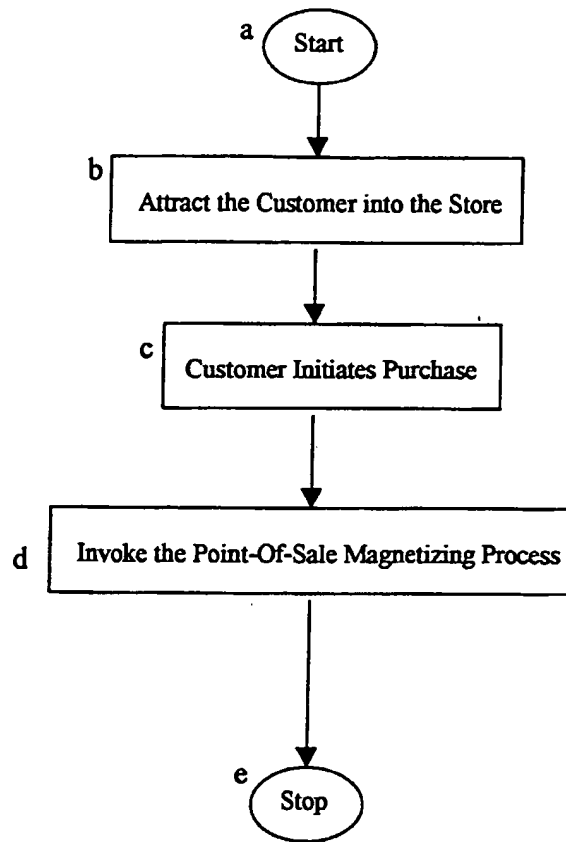 a
Start
b
Attract the Customer into the Store
c
Customer Initiates Purchase
d
Invoke the Point-Of-Sale Magnetizing Process
e
Stop